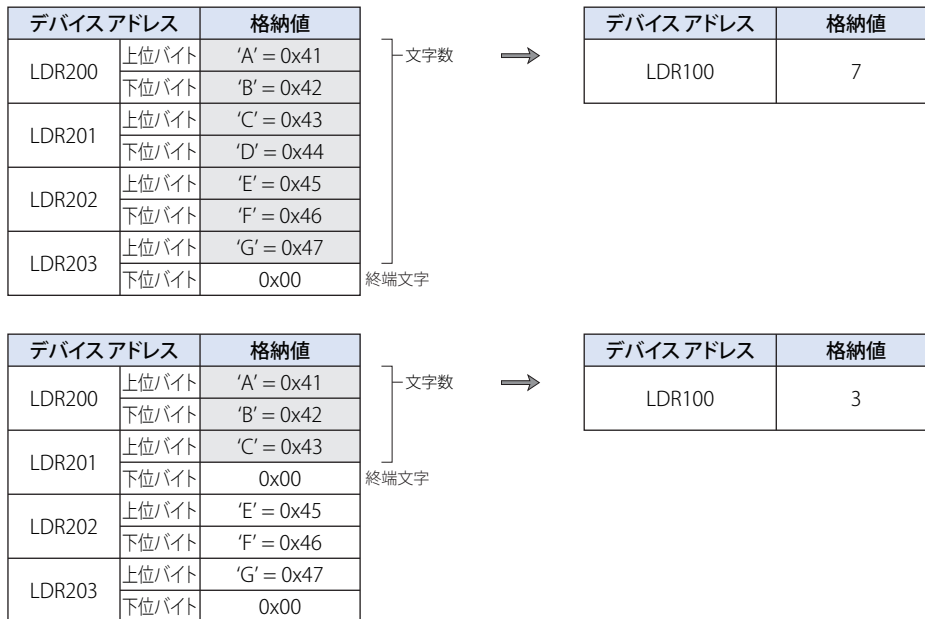 デバイス アドレス 格納値 デバイス アドレス 格納値
LDR200 上位バイト ‘A’ = 0x41 文字数 LDR100 7
下位バイト ‘B’ = 0x42
LDR201 上位バイト ‘C’ = 0x43
下位バイト ‘D’ = 0x44
LDR202 上位バイト ‘E’ = 0x45
下位バイト ‘F’ = 0x46
LDR203 上位バイト ‘G’ = 0x47
下位バイト 0x00 終端文字
デバイス アドレス 格納値 デバイス アドレス 格納値
LDR200 上位バイト ‘A’ = 0x41 文字数 LDR100 3
下位バイト ‘B’ = 0x42
LDR201 上位バイト ‘C’ = 0x43
下位バイト 0x00 終端文字
LDR202 上位バイト ‘E’ = 0x45
下位バイト ‘F’ = 0x46
LDR203 上位バイト ‘G’ = 0x47
下位バイト 0x00